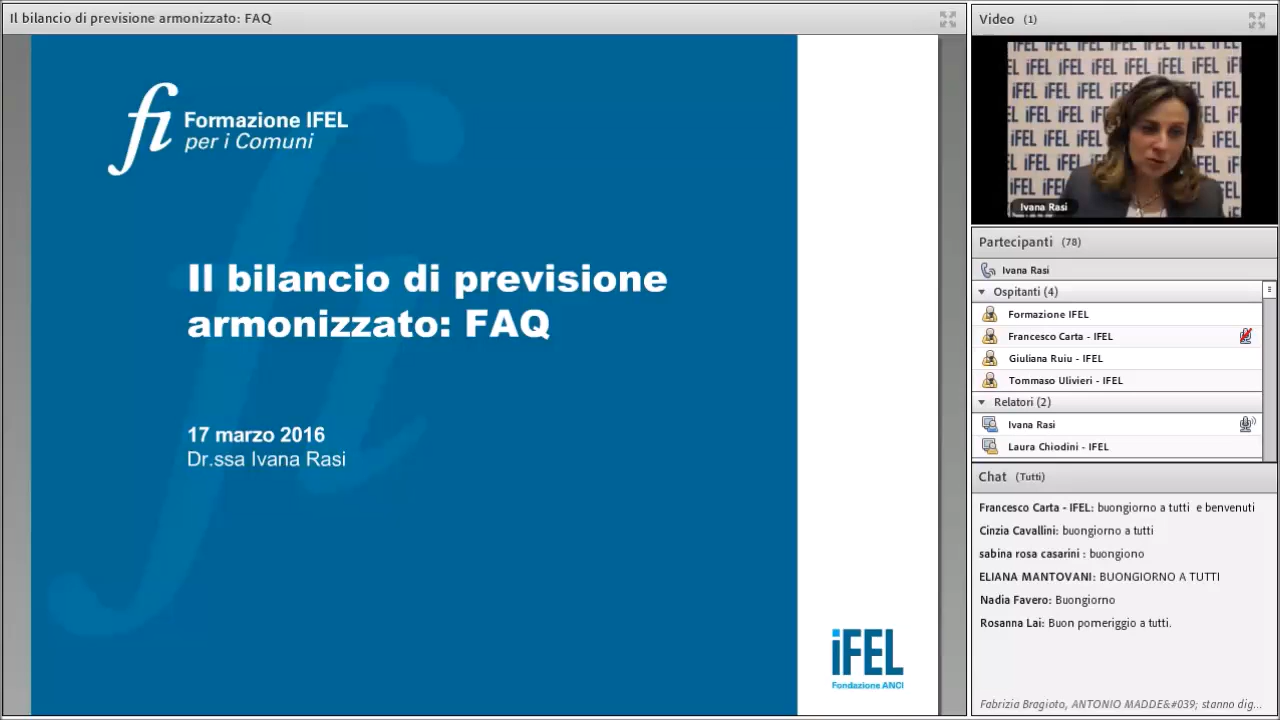 Il bilancio di previsione armonizzato: FAQ
fi Formazione IFEL
per i Comuni
Il bilancio di previsione
armonizzato: FAQ
17 marzo 2016
Dr.ssa Ivana Rasi
iFEL
Fondazione ANCI
Video (1)
Ivana Rasi
Partecipanti (78)
Ivana Rasi
Ospitanti (4)
Formazione IFEL
Francesco Carta - IFEL
Giuliana Ruiu - IFEL
Tommaso Ulivieri - IFEL
Relatori (2)
Ivana Rasi
Laura Chiodini - IFEL
Chat (Tutti)
Francesco Carta - IFEL: buongiorno a tutti e benvenuti
Cinzia Cavallini: buongiorno a tutti
sabina rosa casarini : buongiono
ELIANA MANTOVANI: BUONGIORNO A TUTTI
Nadia Favero: Buongiorno
Rosanna Lai: Buon pomeriggio a tutti.
Fabrizia Bragioto, ANTONIO MADDE&#039; stanno dig...